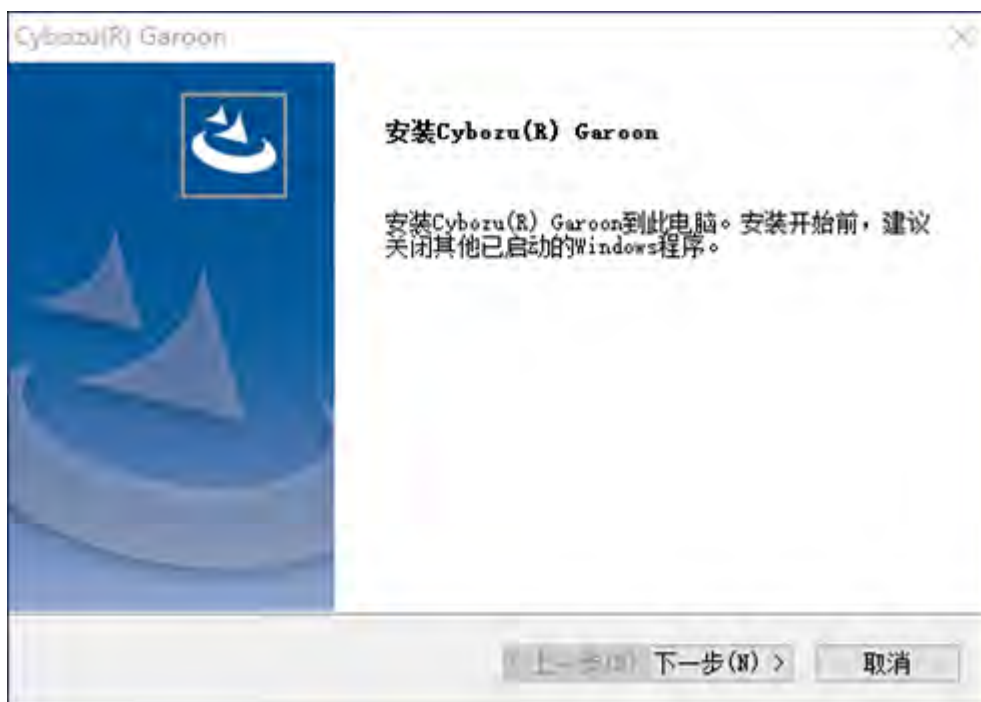 Cybozu(R) Garoon
安装Cybozu(R) Garoon
安装Cybozu(R) Garoon到此电脑。安装开始前，建议
关闭其他已启动的Windows程序。
< 上一步(B) 下一步(N) > 取消